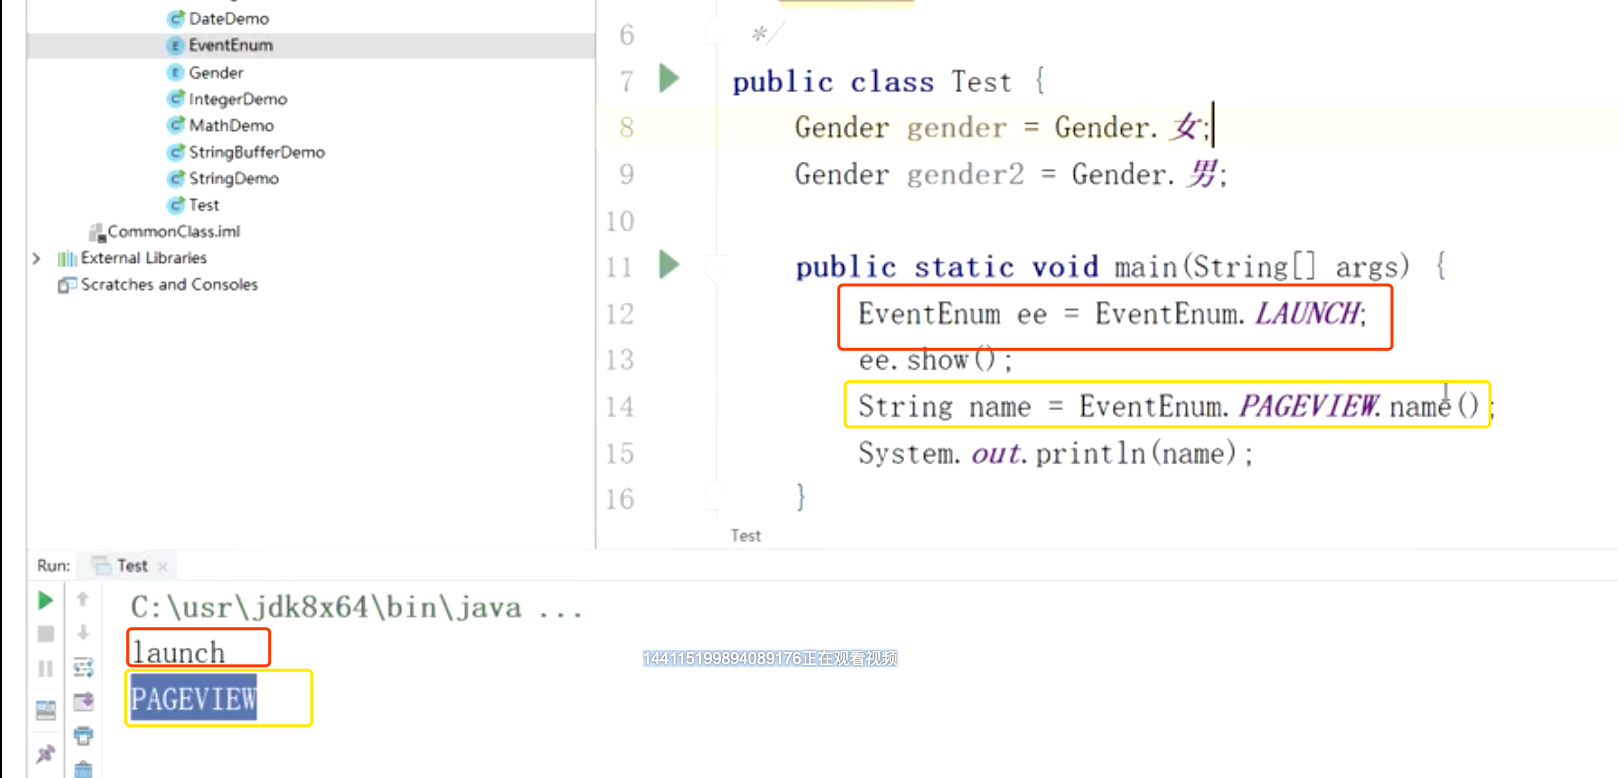 DateDemo
EventEnum
Gender
IntegerDemo
MathDemo
StringBufferDemo
StringDemo
Test
CommonClass.iml
External Libraries
Scratches and Consoles
6 */
7 public class Test {
8 Gender gender = Gender.女;
9 Gender gender2 = Gender.男;
10
11 public static void main(String[] args) {
12 EventEnum ee = EventEnum.LAUNCH;
13 ee.show();
14 String name = EventEnum.PAGEVIEW.name();
15 System.out.println(name);
16 }
Test
Run: Test
C:\usr\jdk8x64\bin\java ...
launch
144115199894089176正在观看视频
PAGEVIEW